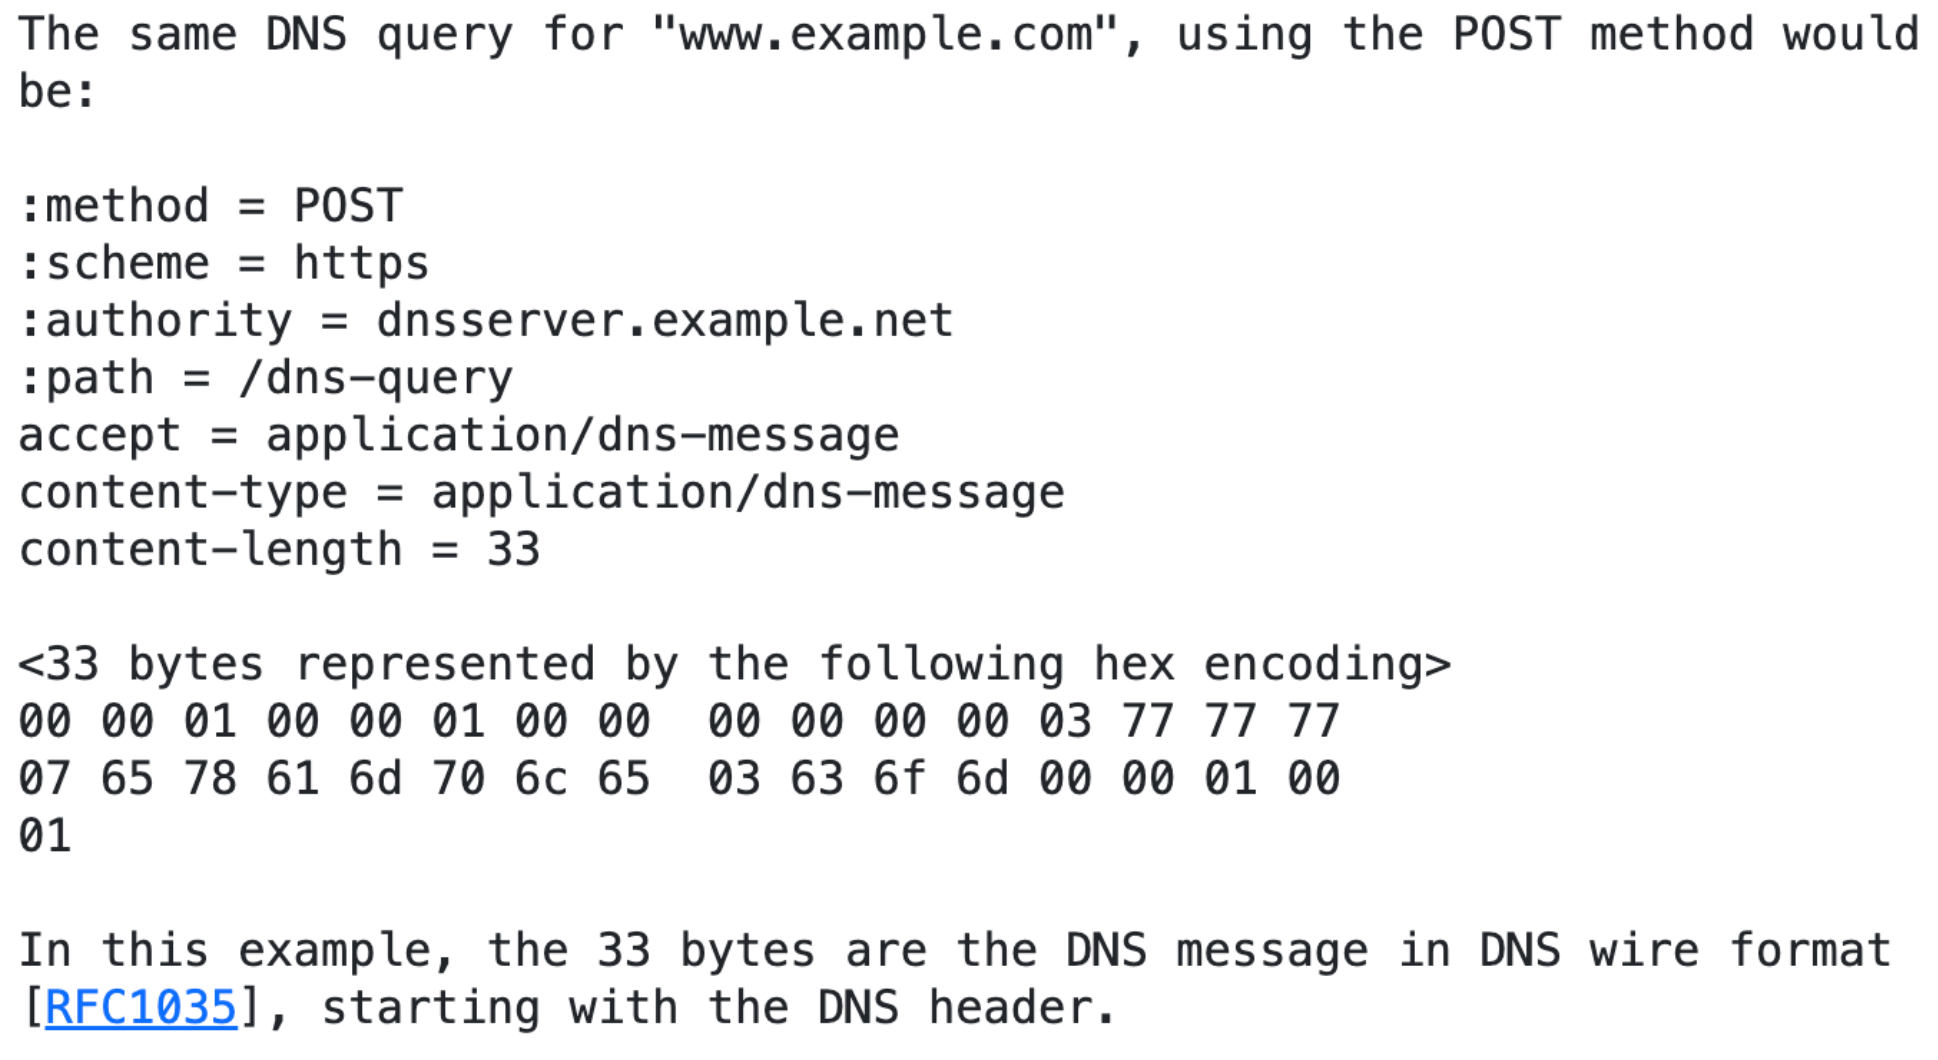 The same DNS query for "www.example.com", using the POST method would
be:
:method = POST
:scheme = https
:authority = dnsserver.example.net
:path = /dns-query
accept = application/dns-message
content-type = application/dns-message
content-length = 33
<33 bytes represented by the following hex encoding>
00 00 01 00 00 01 00 00  00 00 00 00 03 77 77 77
07 65 78 61 6d 70 6c 65  03 63 6f 6d 00 00 01 00
01
In this example, the 33 bytes are the DNS message in DNS wire format
[RFC1035], starting with the DNS header.